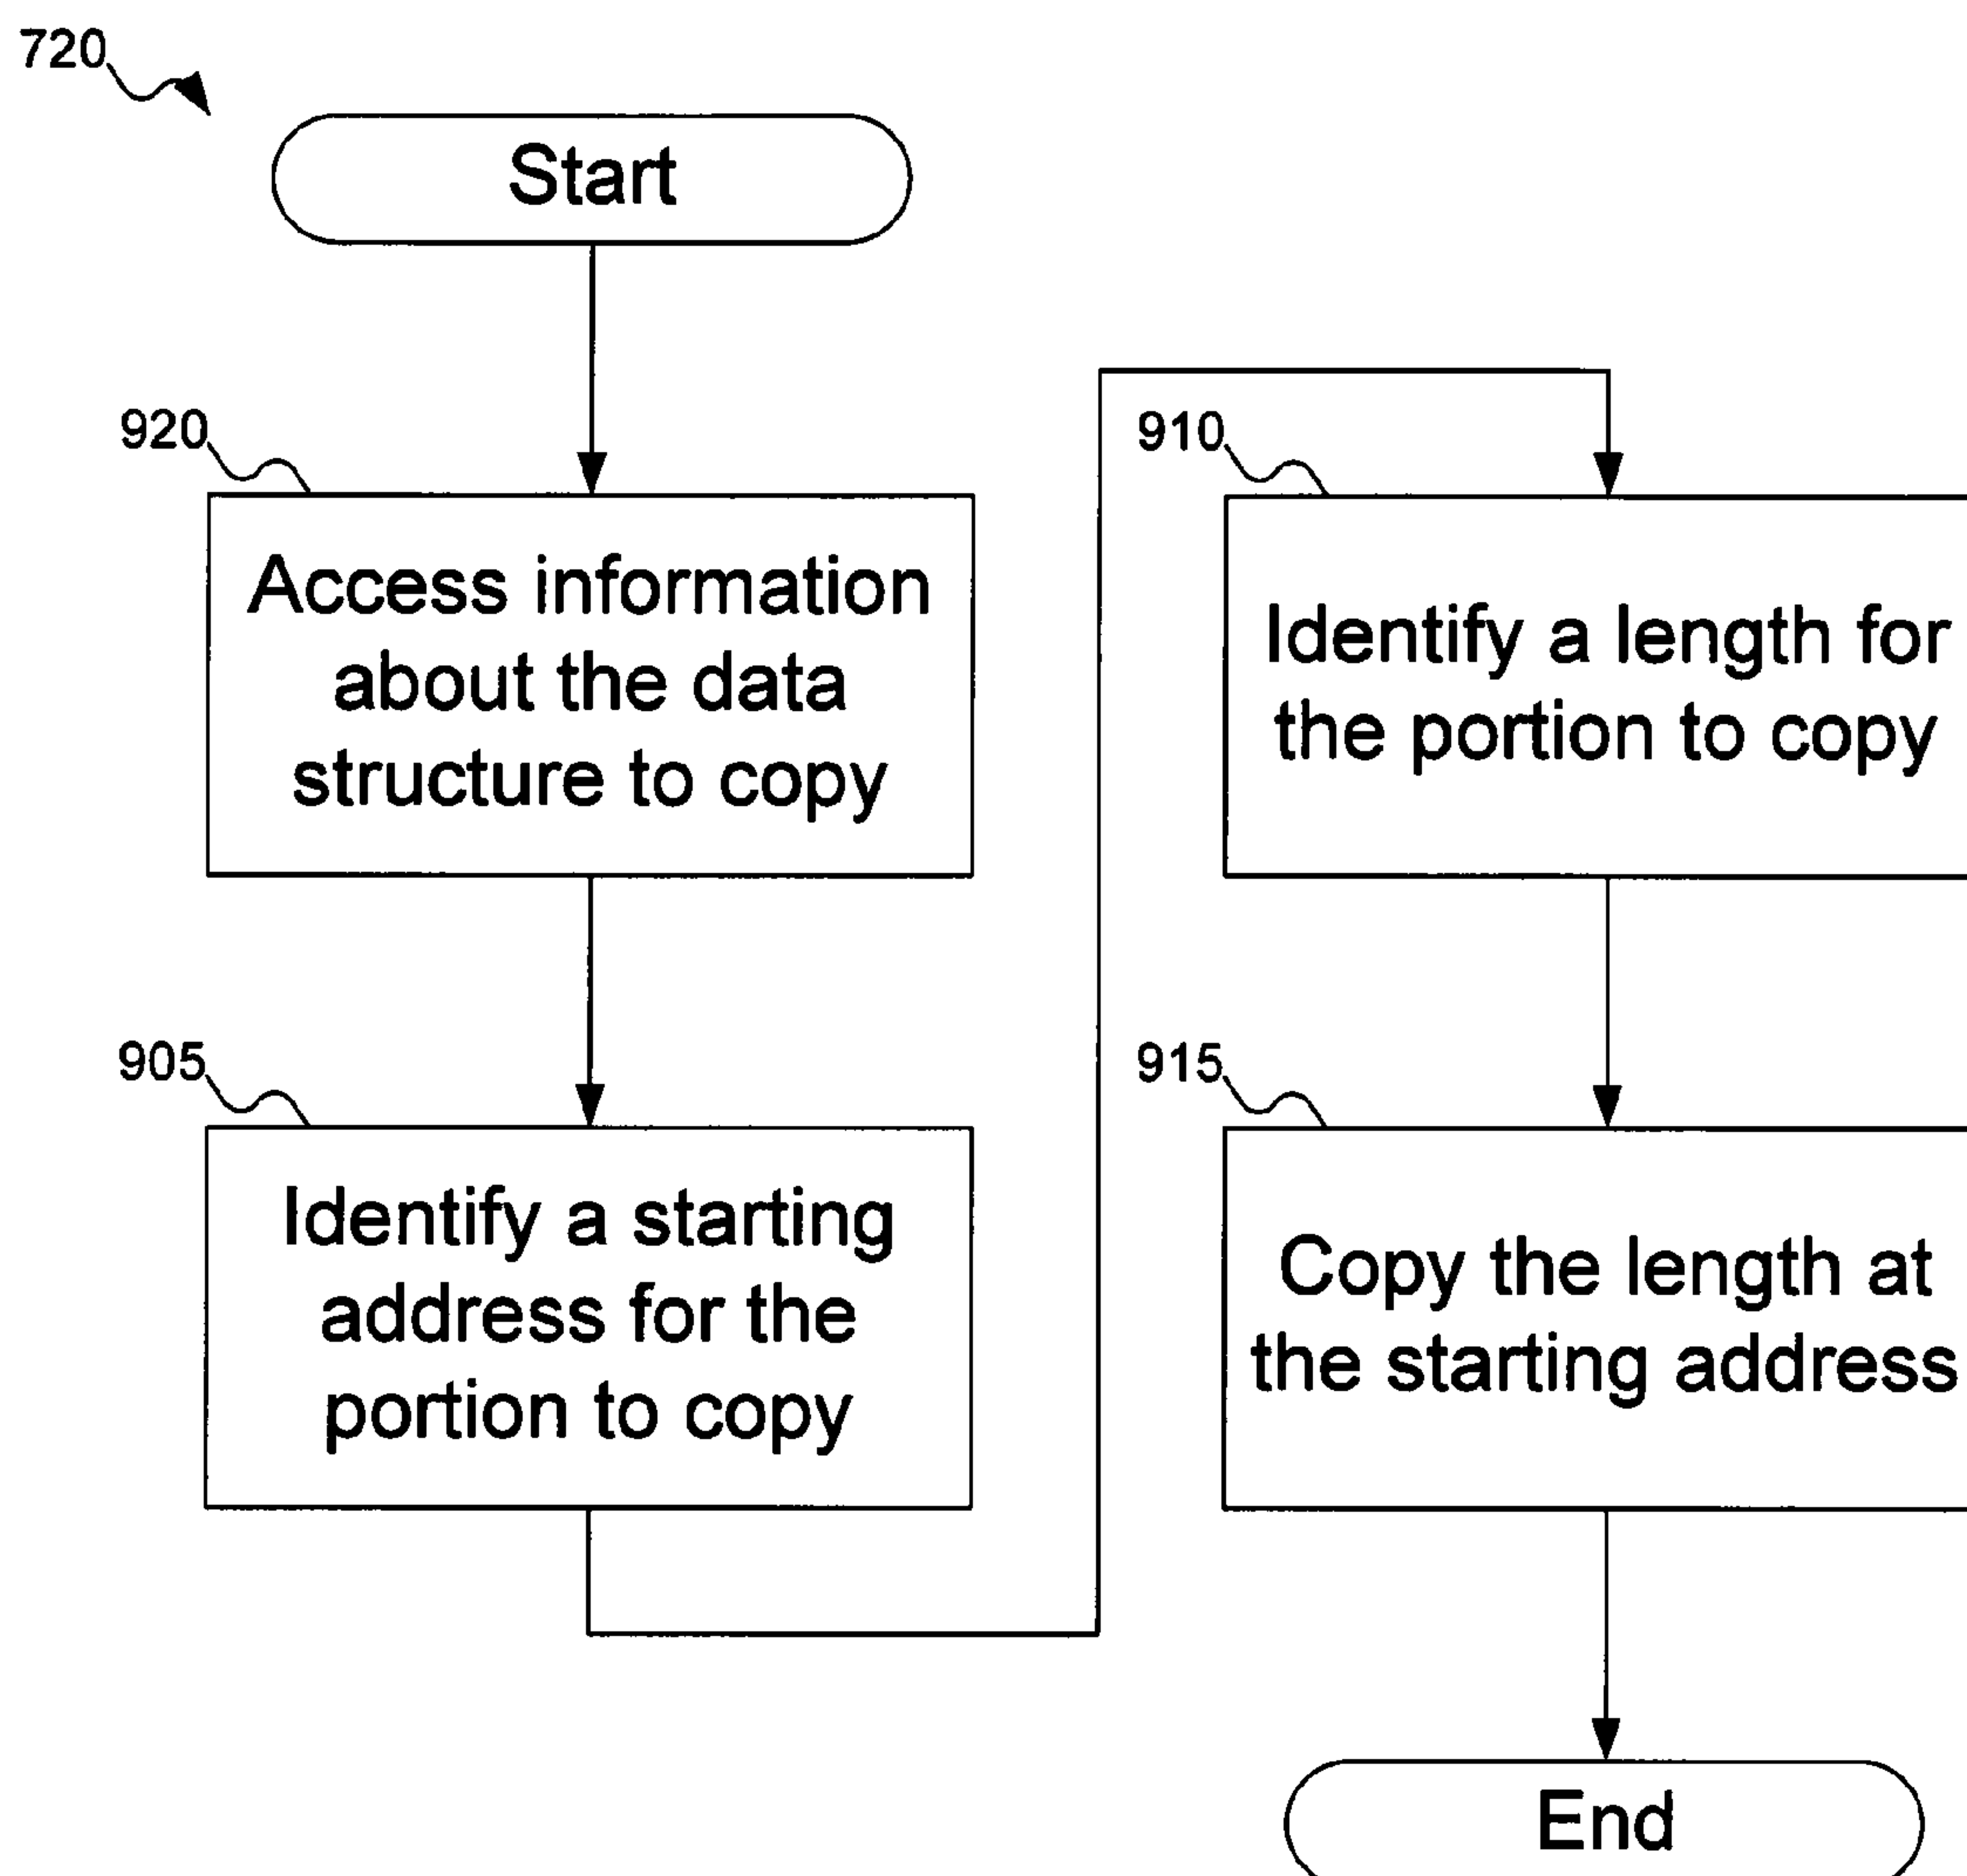 720
Start
920
Access information
about the data
structure to copy
905
Identify a starting
address for the
portion to copy
910
Identify a length for
the portion to copy
915
Copy the length at
the starting address
End